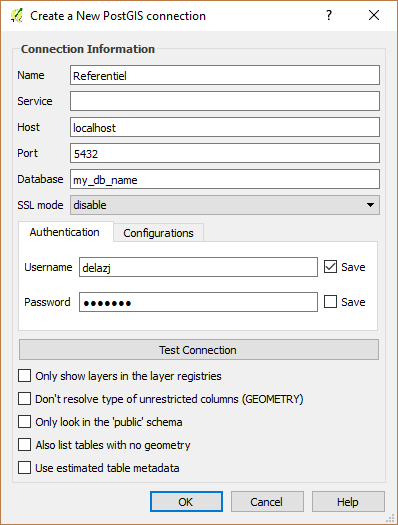 Create a New PostGIS connection ? ×
Connection Information
Name Referentiel
Service
Host localhost
Port 5432
Database my_db_name
SSL mode disable
Authentication Configurations
Username delazj Save
Password ●●●●●●● Save
Test Connection
Only show layers in the layer registries
Don't resolve type of unrestricted columns (GEOMETRY)
Only look in the 'public' schema
Also list tables with no geometry
Use estimated table metadata
OK Cancel Help